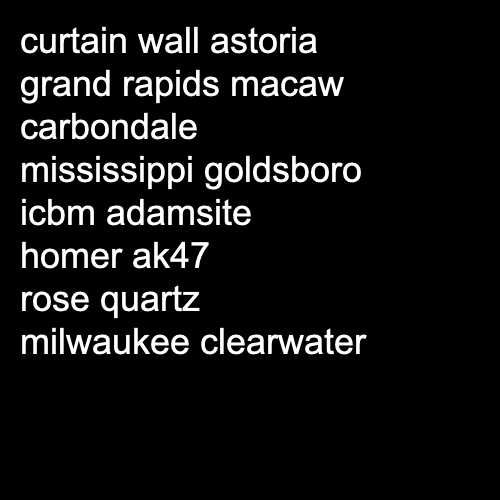 curtain wall astoria
grand rapids macaw
carbondale
mississippi goldsboro
icbm adamsite
homer ak47
rose quartz
milwaukee clearwater